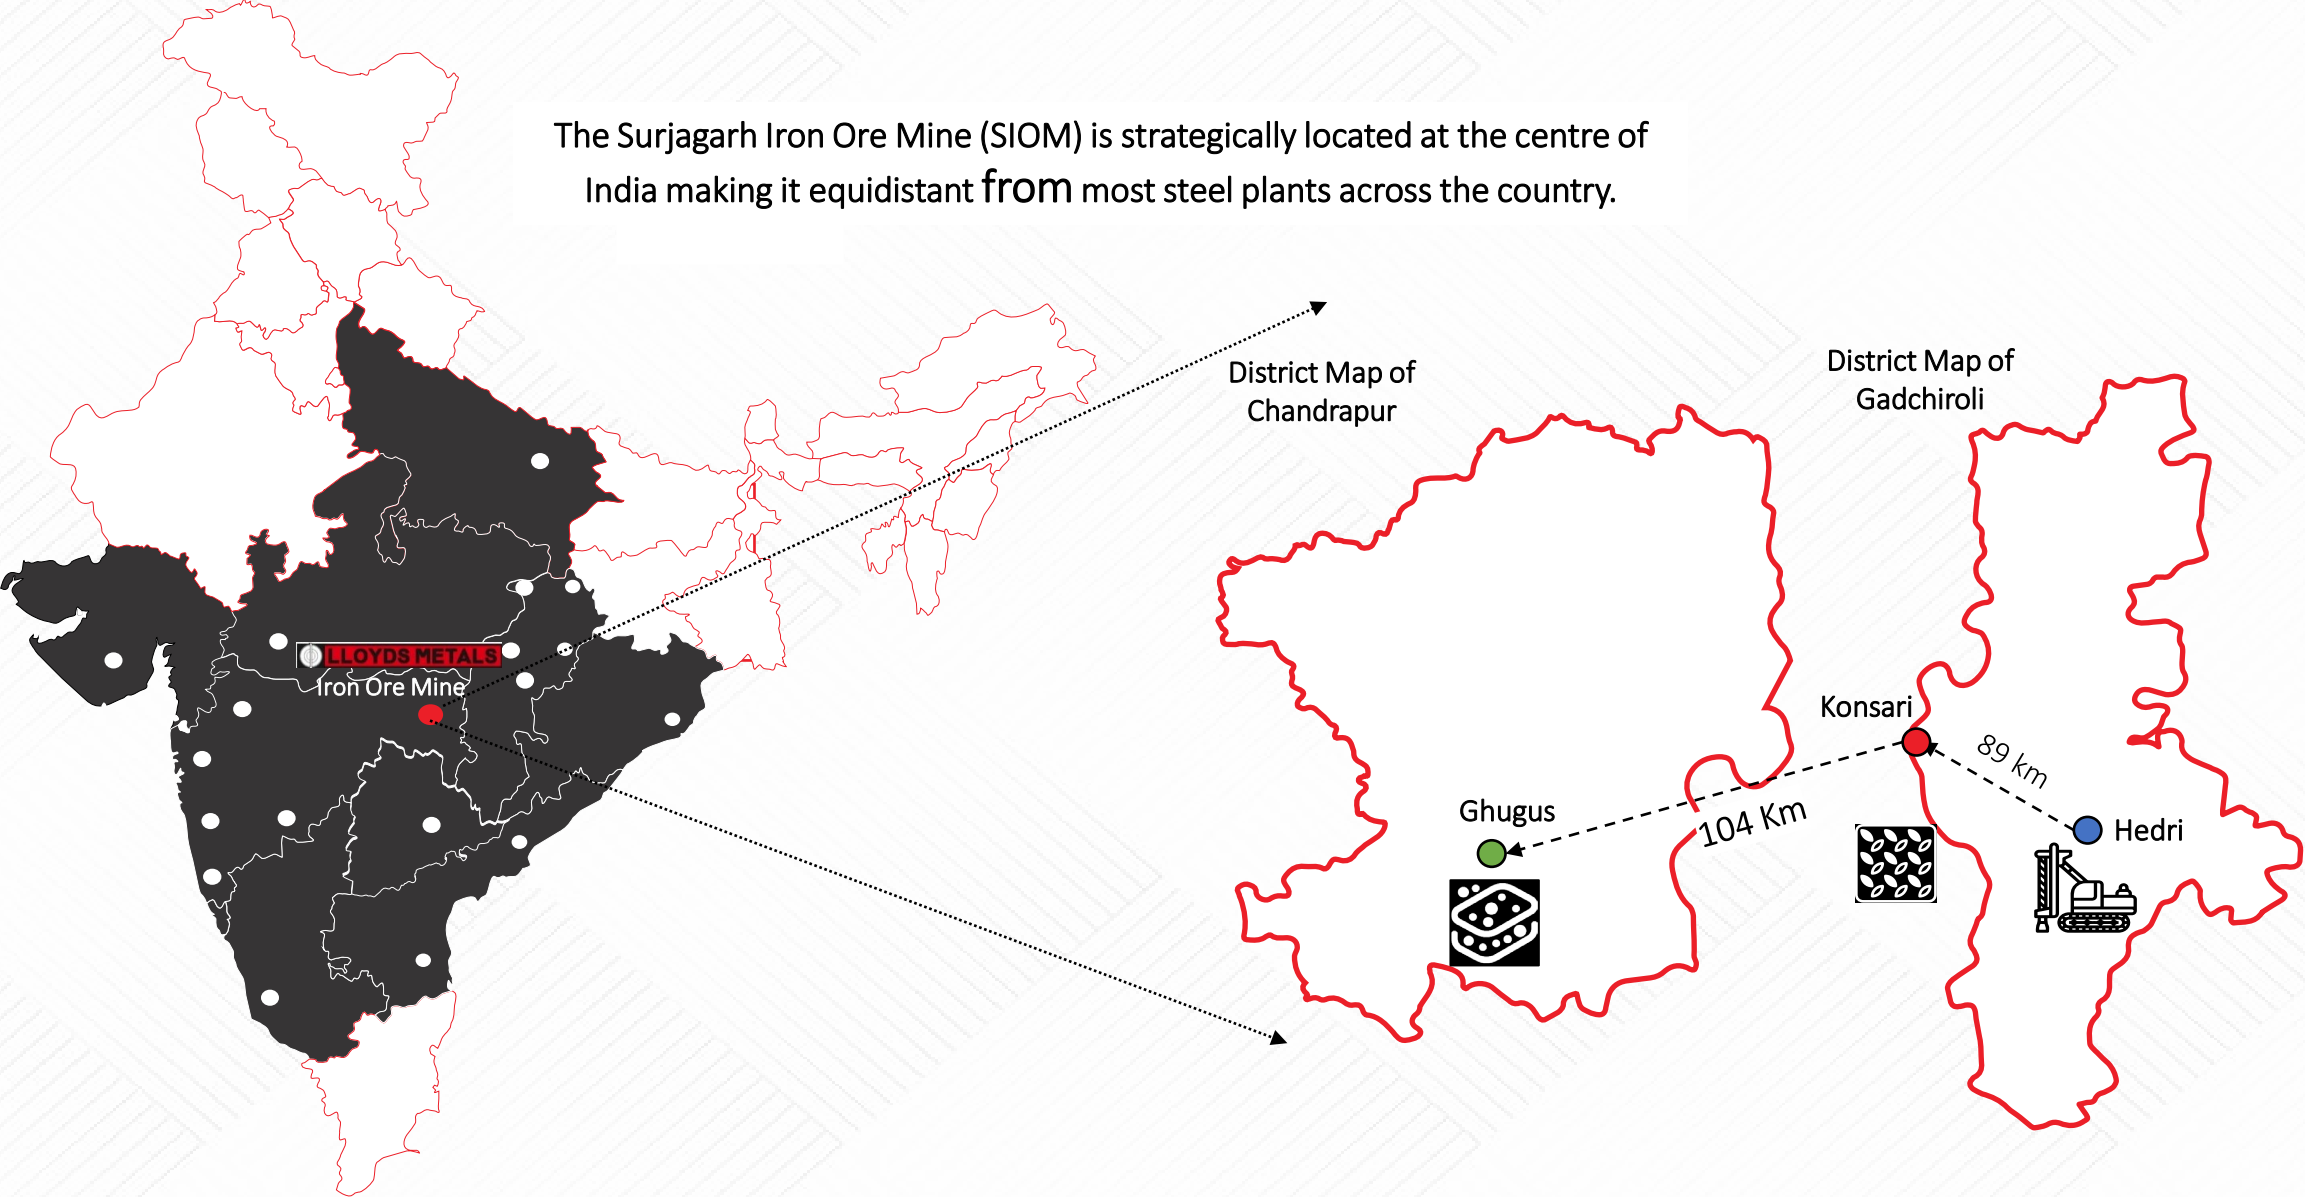 The Surjagarh Iron Ore Mine (SIOM) is strategically located at the centre of
India making it equidistant from most steel plants across the country.
District Map of
Chandrapur
District Map of
Gadchiroli
LLOYDS METALS
Iron Ore Mine
Konsari
89 km
104 Km
Ghugus
Hedri